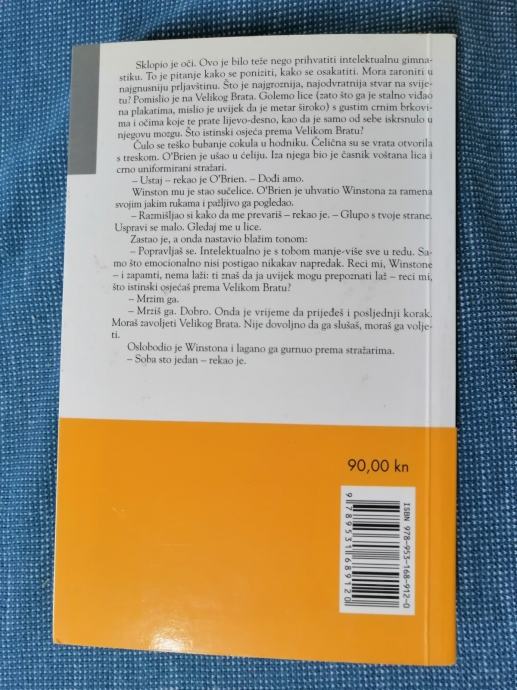 Sklopio je oči. Ovo je bilo teže nego prihvatiti intelektualnu gimna-
stiku. To je pitanje kako se poniziti, kako se osakatiti. Mora zaroniti u
najgnusniju prljavštinu. Što je najgroznija, najodvratnija stvar na svije-
tu? Pomislio je na Velikog Brata. Golemo lice (zato što ga je stalno viđao
na plakatima, mislio je uvijek da je metar široko) s gustim crnim brkovi-
ma i očima koje te prate lijevo-desno, kao da je samo od sebe iskrsnulo u
njegovu mozgu. Što istinski osjeća prema Velikom Bratu?
Čulo se teško bubanje cokula u hodniku. Čelična su se vrata otvorila
s treskom. O'Brien je ušao u ćeliju. Iza njega bio je časnik voštana lica i
crno uniformirani stražari.
– Ustaj – rekao je O'Brien. – Dođi amo.
Winston mu je stao sučelice. O'Brien je uhvatio Winstona za ramena
svojim jakim rukama i pažljivo ga pogledao.
– Razmišljao si kako da me prevariš – rekao je. – Glupo s tvoje strane.
Uspravi se malo. Gledaj me u lice.
Zastao je, a onda nastavio blažim tonom:
– Popravljaš se. Intelektualno je s tobom manje-više sve u redu. Sa-
mo što emocionalno nisi postigao nikakav napredak. Reci mi, Winstone
– i zapamti, nema laži: ti znaš da ja uvijek mogu prepoznati laž – reci mi,
što istinski osjećaš prema Velikom Bratu?
– Mrzim ga.
– Mrziš ga. Dobro. Onda je vrijeme da prijeđeš i posljednji korak.
Moraš zavoljeti Velikog Brata. Nije dovoljno da ga slušaš, moraš ga volje-
ti.
Oslobodio je Winstona i lagano ga gurnuo prema stražarima.
– Soba sto jedan – rekao je.
90,00 kn
ISBN 978-953-168-912-0
9 789531 689120